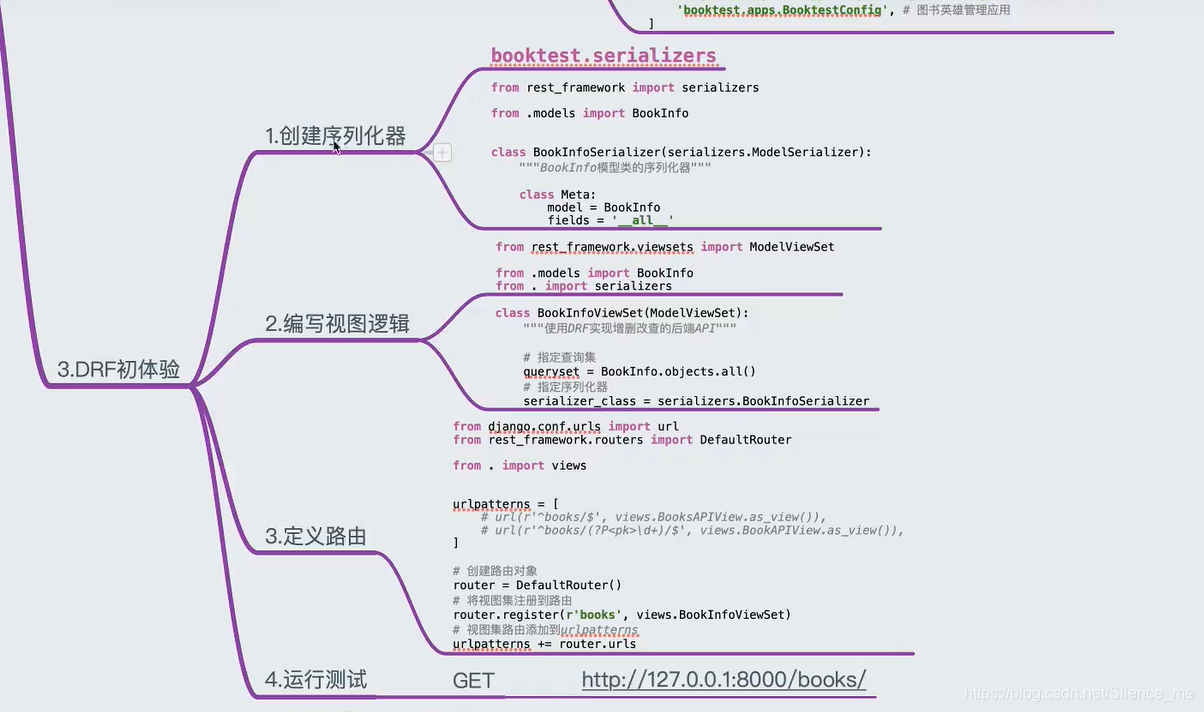 'booktest.apps.BooktestConfig', # 图书英雄管理应用
]
3.DRF初体验
1.创建序列化器
booktest.serializers
from rest_framework import serializers
from .models import BookInfo
class BookInfoSerializer(serializers.ModelSerializer):
"""BookInfo模型类的序列化器"""
class Meta:
model = BookInfo
fields = '__all__'
2.编写视图逻辑
from rest_framework.viewsets import ModelViewSet
from .models import BookInfo
from . import serializers
class BookInfoViewSet(ModelViewSet):
"""使用DRF实现增删改查的后端API"""
# 指定查询集
queryset = BookInfo.objects.all()
# 指定序列化器
serializer_class = serializers.BookInfoSerializer
3.定义路由
from django.conf.urls import url
from rest_framework.routers import DefaultRouter
from . import views
urlpatterns = [
# url(r'^books/$', views.BooksAPIView.as_view()),
# url(r'^books/(?P<pk>\d+)/$', views.BookAPIView.as_view()),
]
# 创建路由对象
router = DefaultRouter()
# 将视图集注册到路由
router.register(r'books', views.BookInfoViewSet)
# 视图集路由添加到urlpatterns
urlpatterns += router.urls
4.运行测试
GET
http://127.0.0.1:8000/books/
https://blog.csdn.net/Slience_me